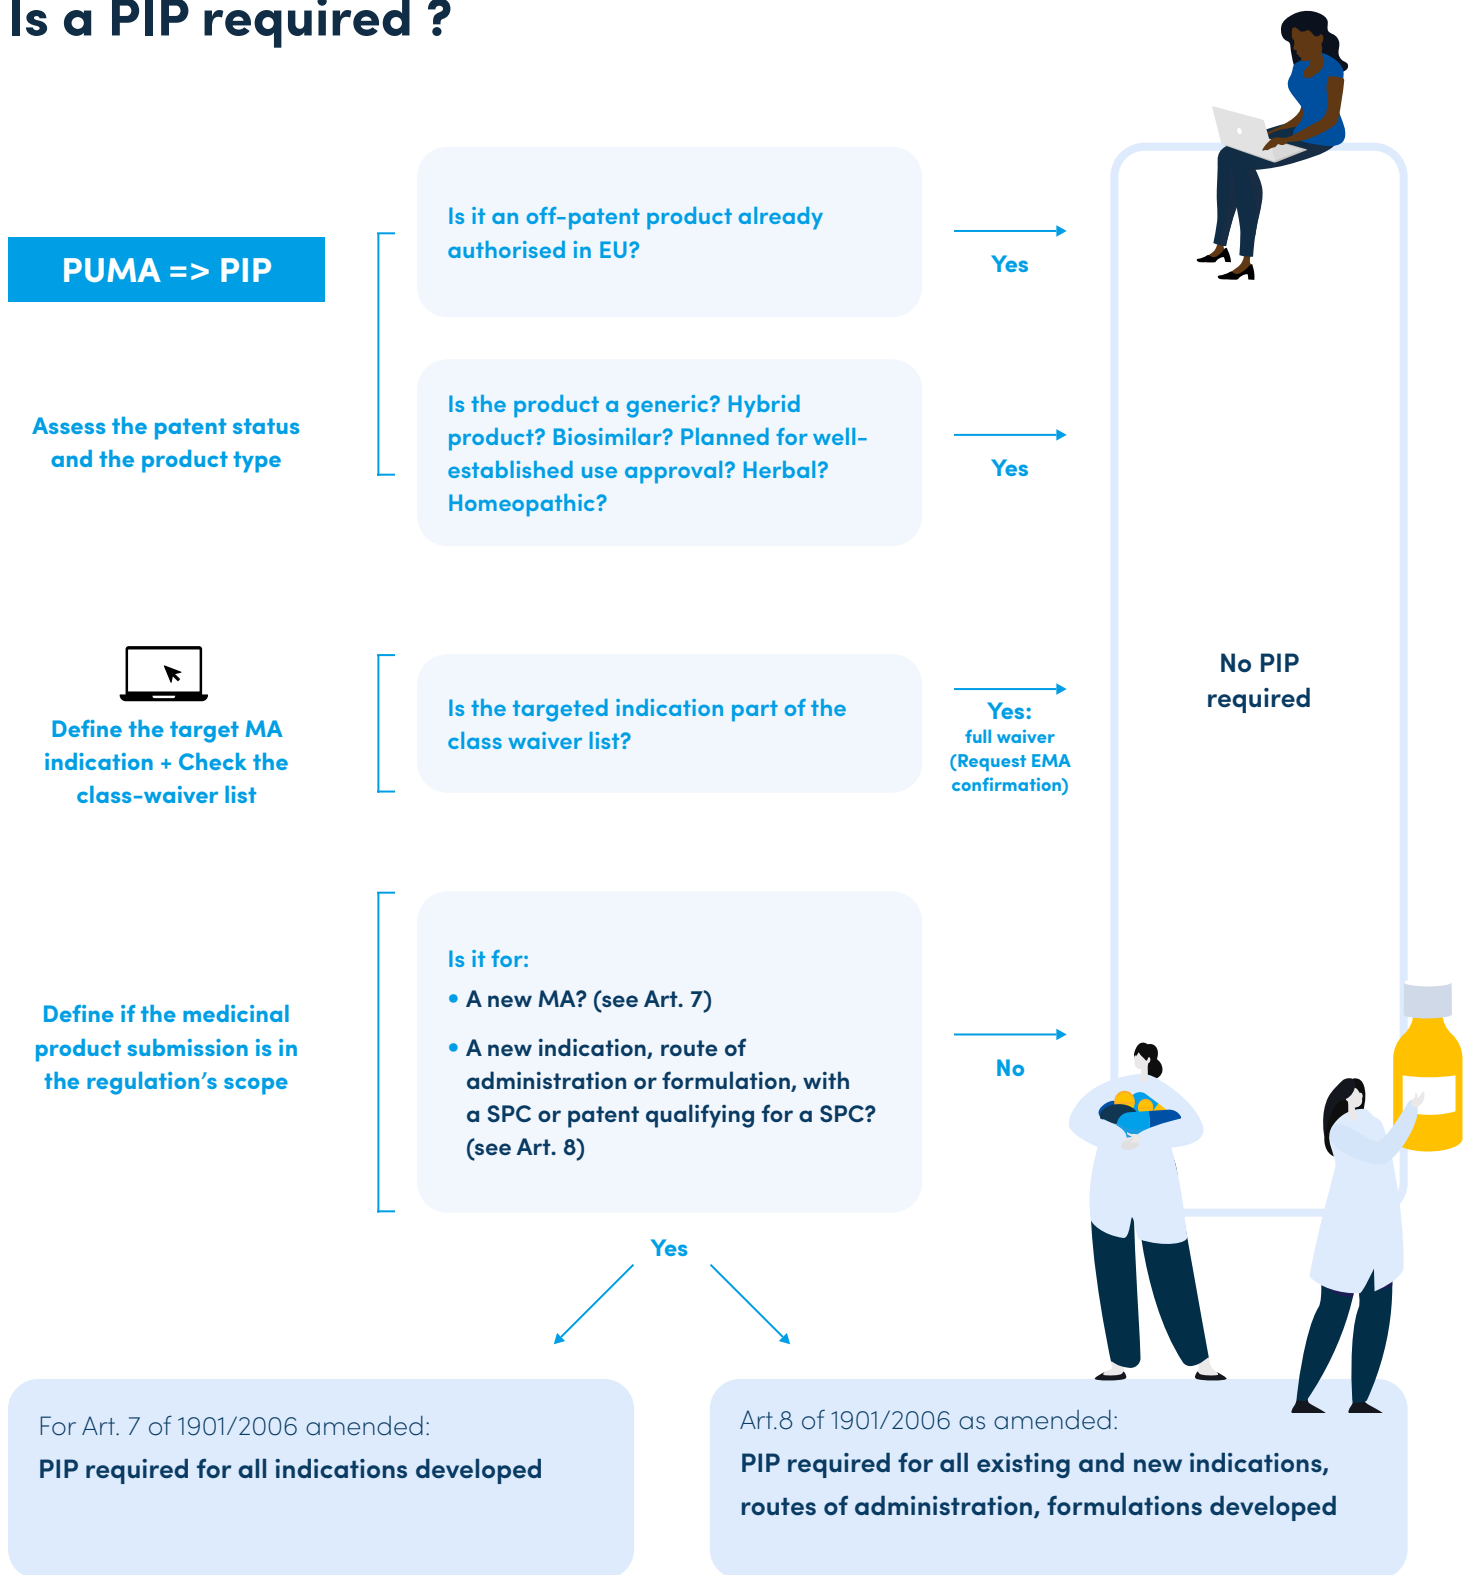 Is a PIP required ?
PUMA => PIP
Assess the patent status
and the product type
Is it an off-patent product already
authorised in EU?
Yes
Is the product a generic? Hybrid
product? Biosimilar? Planned for well-
established use approval? Herbal?
Homeopathic?
Yes
Define the target MA
indication + Check the
class-waiver list
Is the targeted indication part of the
class waiver list?
Yes:
full waiver
(Request EMA
confirmation)
No PIP
required
Define if the medicinal
product submission is in
the regulation's scope
Is it for:
• A new MA? (see Art. 7)
• A new indication, route of
administration or formulation, with
a SPC or patent qualifying for a SPC?
(see Art. 8)
No
Yes
For Art. 7 of 1901/2006 amended:
PIP required for all indications developed
Art.8 of 1901/2006 as amended:
PIP required for all existing and new indications,
routes of administration, formulations developed